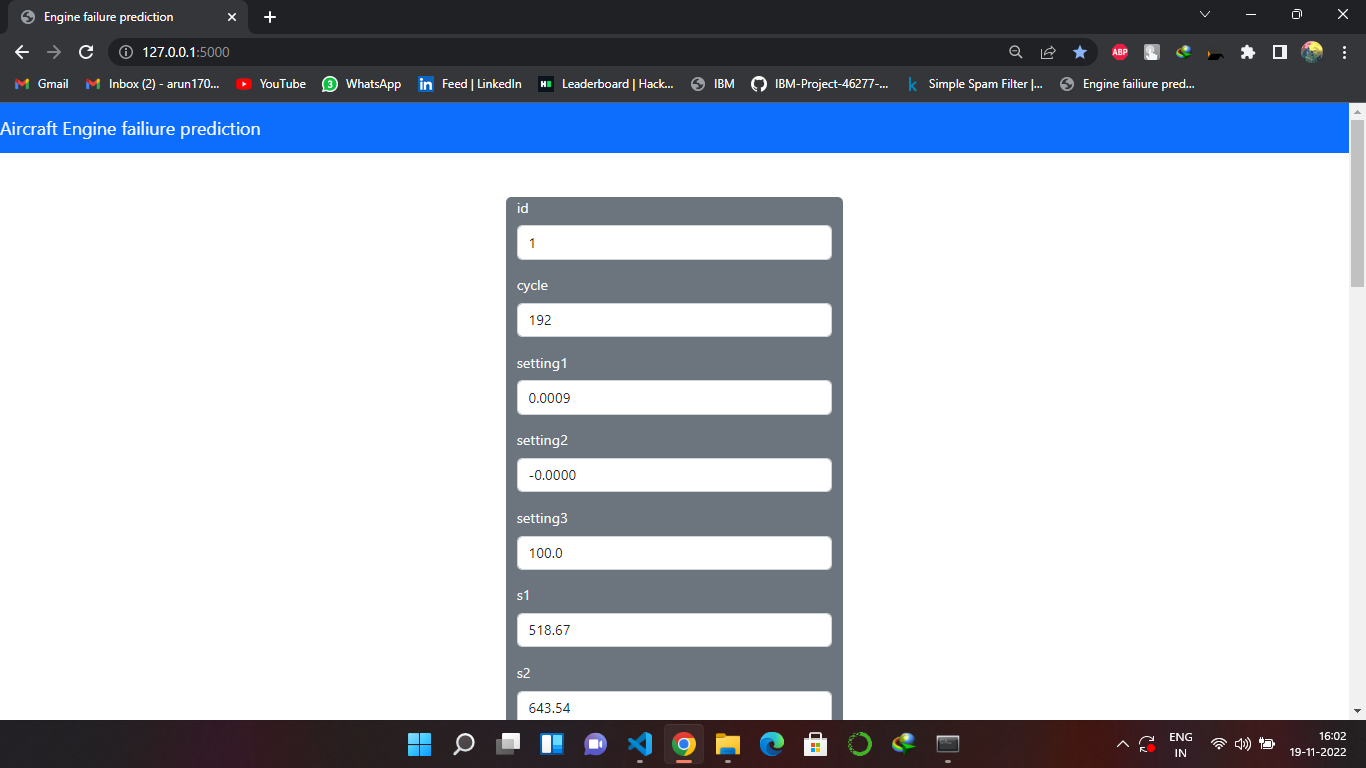 Engine failure prediction
127.0.0.1:5000
ABP
Gmail
Inbox (2) - arun170...
YouTube
3
WhatsApp
in
Feed | LinkedIn
Leaderboard | Hack...
IBM
IBM-Project-46277-...
k
Simple Spam Filter |...
Engine failiure pred...
Aircraft Engine failiure prediction
id
1
cycle
192
setting1
0.0009
setting2
-0.0000
setting3
100.0
s1
518.67
s2
643.54
ENG
IN
16:02
19-11-2022